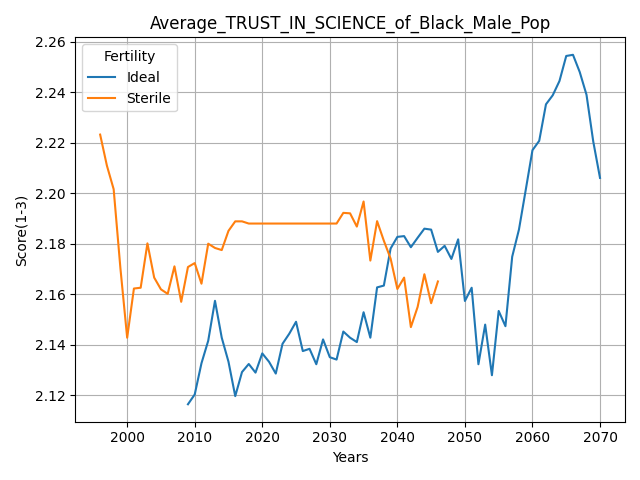 Average_TRUST_IN_SCIENCE_of_Black_Male_Pop
Fertility
Ideal
Sterile
Score(1-3)
2.26
2.24
2.22
2.20
2.18
2.16
2.14
2.12
2000 2010 2020 2030 2040 2050 2060 2070
Years